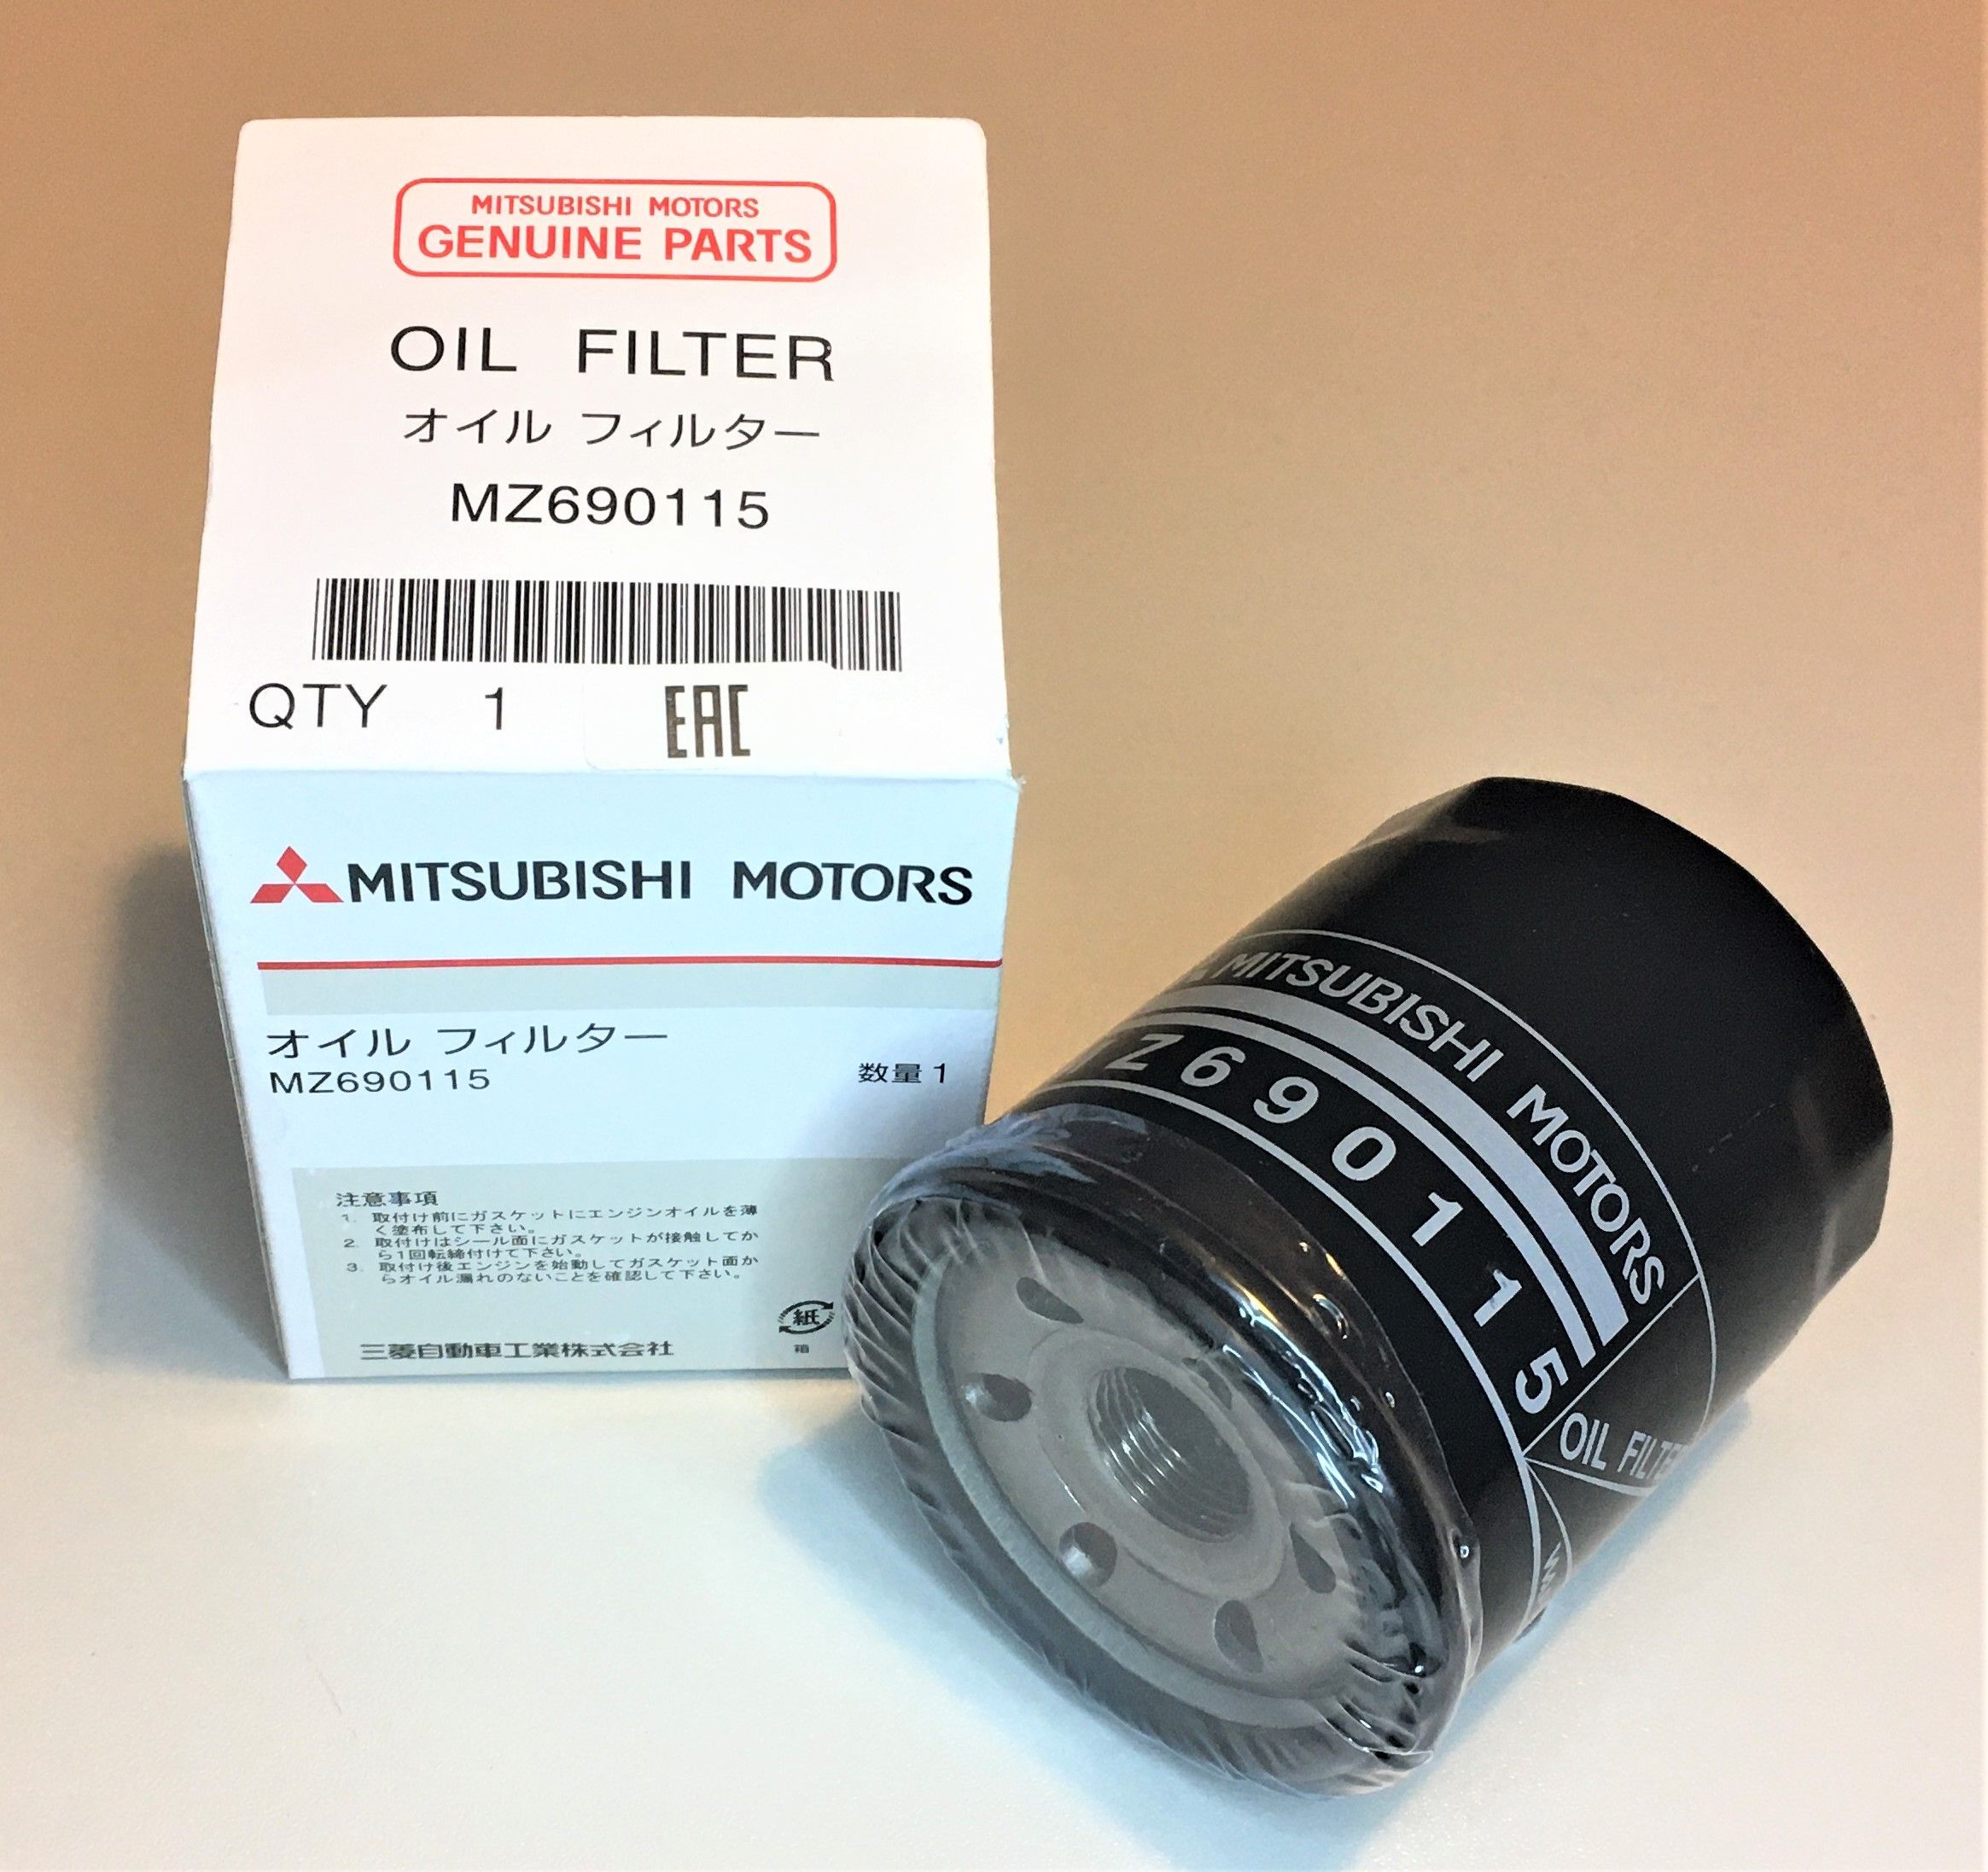 MITSUBISHI MOTORS
GENUINE PARTS
OIL FILTER
オイル フィルター
MZ690115
QTY 1
EAC
MITSUBISHI MOTORS
オイル フィルター
MZ690115
数量 1
注意事項
1. 取付け前にガスケットにエンジンオイルを薄
く塗布して下さい。
2. 取付けはシール面にガスケットが接触してか
ら1回転締付けて下さい。
3. 取付け後エンジンを始動してガスケット面か
らオイル漏れのないことを確認して下さい。
紙
箱
三菱自動車工業株式会社
MITSUBISHI MOTORS
Z690115
OIL FILTE